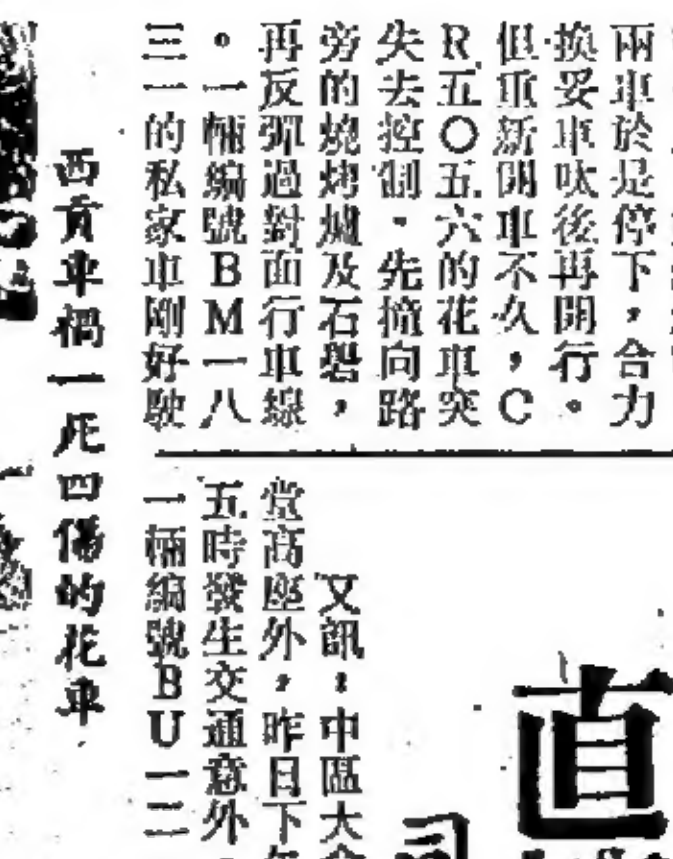 兩車於是停下，合力
換妥車呔後再開行。
但重新開車不久，C
R五〇五六的花車突
失去控制，先撞向路
旁的燒烤爐及石礐，
再反彈過對面行車線
。一輛編號BM一八
三一的私家車剛好駛
西貢車禍一死四傷的花車
直
又訊：中區大會
堂高座外，昨日下午
五時發生交通意外，
一輛編號BU一二